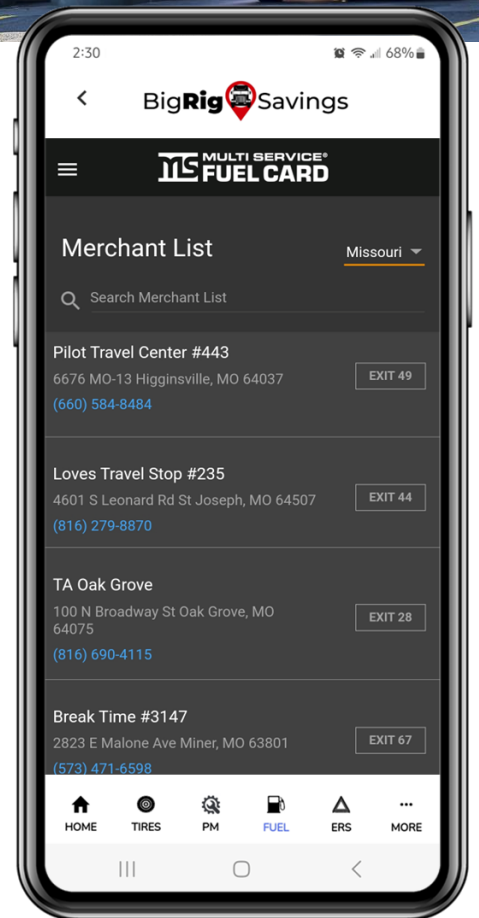 2:30
68%
BigRig Savings
MS MULTI SERVICE®
FUEL CARD
Merchant List
Missouri
Search Merchant List
Pilot Travel Center #443
6676 MO-13 Higginsville, MO 64037
EXIT 49
(660) 584-8484
Loves Travel Stop #235
4601 S Leonard Rd St Joseph, MO 64507
EXIT 44
(816) 279-8870
TA Oak Grove
100 N Broadway St Oak Grove, MO
64075
EXIT 28
(816) 690-4115
Break Time #3147
2823 E Malone Ave Miner, MO 63801
EXIT 67
(573) 471-6598
HOME TIRES PM FUEL ERS MORE